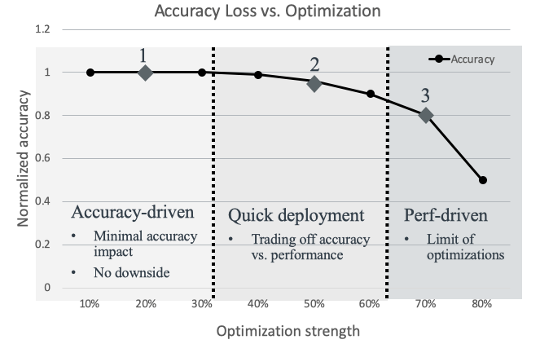 Accuracy Loss vs. Optimization
1.2
1
0.8
0.6
0.4
0.2
0
Normalized accuracy
1
2
3
Accuracy
Accuracy-driven
• Minimal accuracy
impact
• No downside
Quick deployment
• Trading off accuracy
vs. performance
Perf-driven
• Limit of
optimizations
10% 20% 30% 40% 50% 60% 70% 80%
Optimization strength